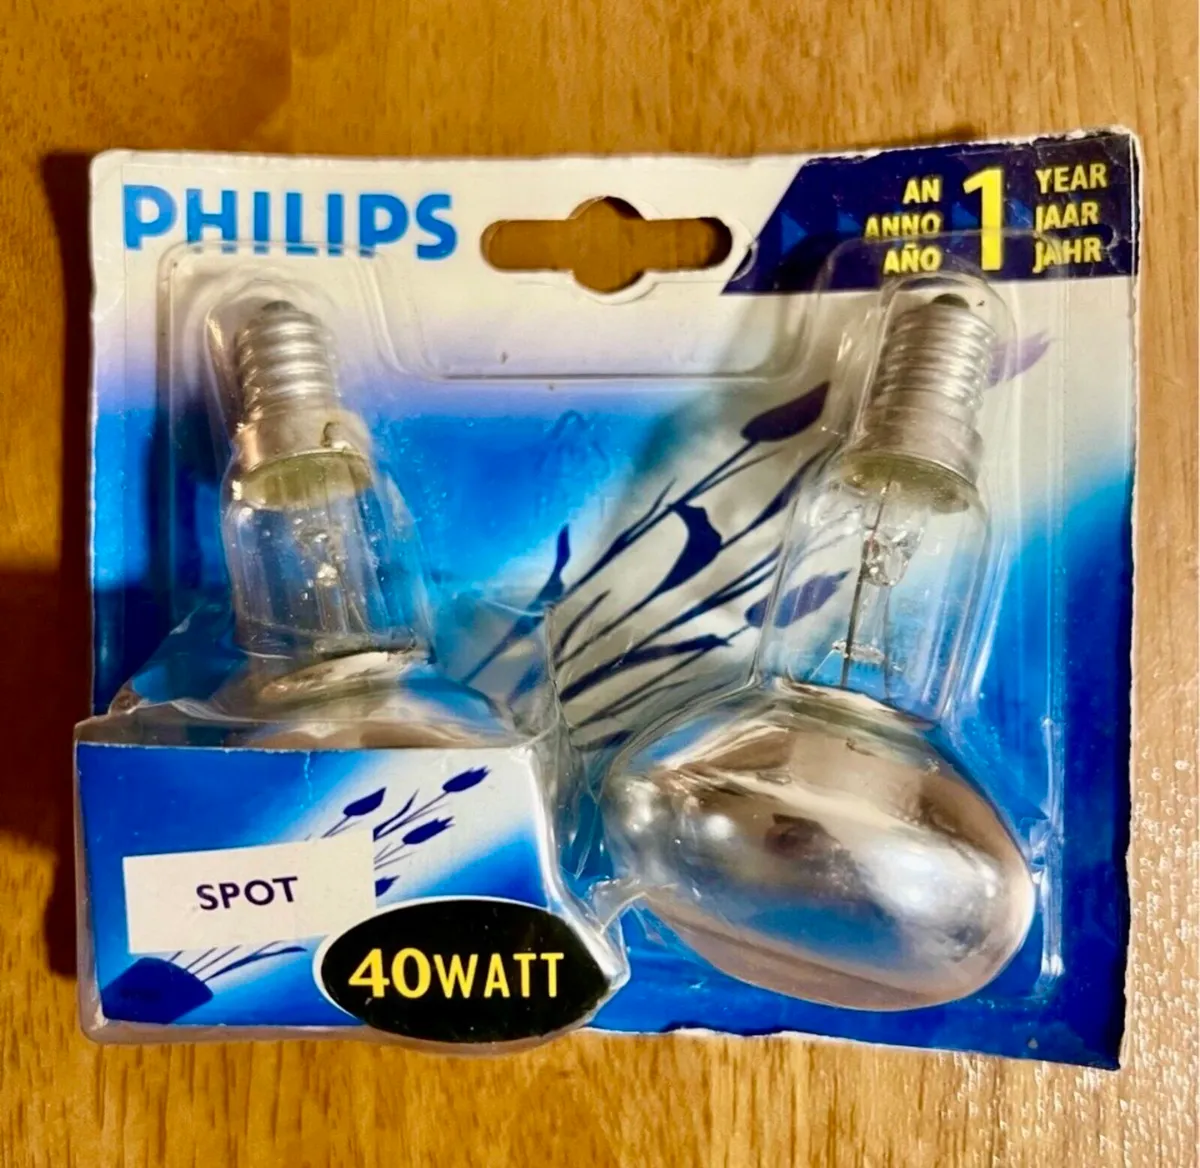 PHILIPS
AN
ANNO
AÑO
1
YEAR
JAAR
JAHR
SPOT
40WATT